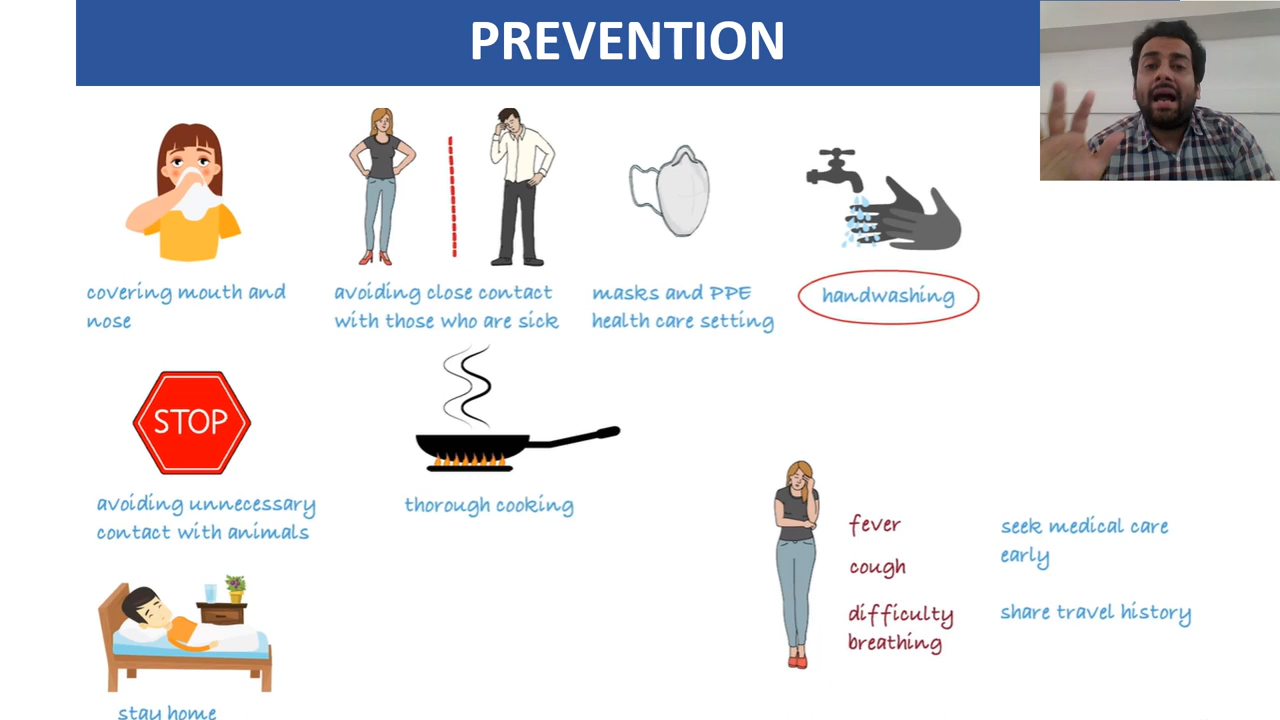 PREVENTION
covering mouth and
nose
avoiding close contact
with those who are sick
masks and PPE
health care setting
handwashing
STOP
avoiding unnecessary
contact with animals
thorough cooking
stay home
fever
cough
difficulty
breathing
seek medical care
early
share travel history